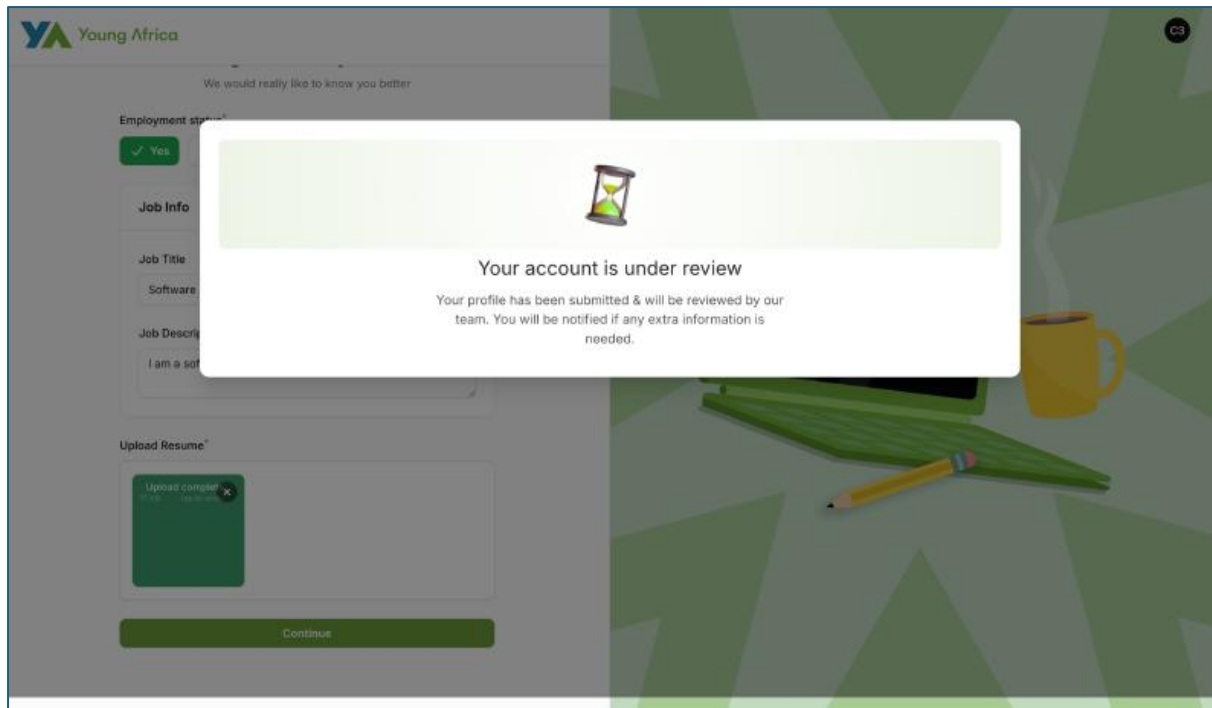 YA Young Africa
C3
We would really like to know you better
Employment status*
Yes
Job Info
Job Title
Software
Job Descrip
I am a sof
Your account is under review
Your profile has been submitted & will be reviewed by our
team. You will be notified if any extra information is
needed.
Upload Resume*
Upload complet
Continue